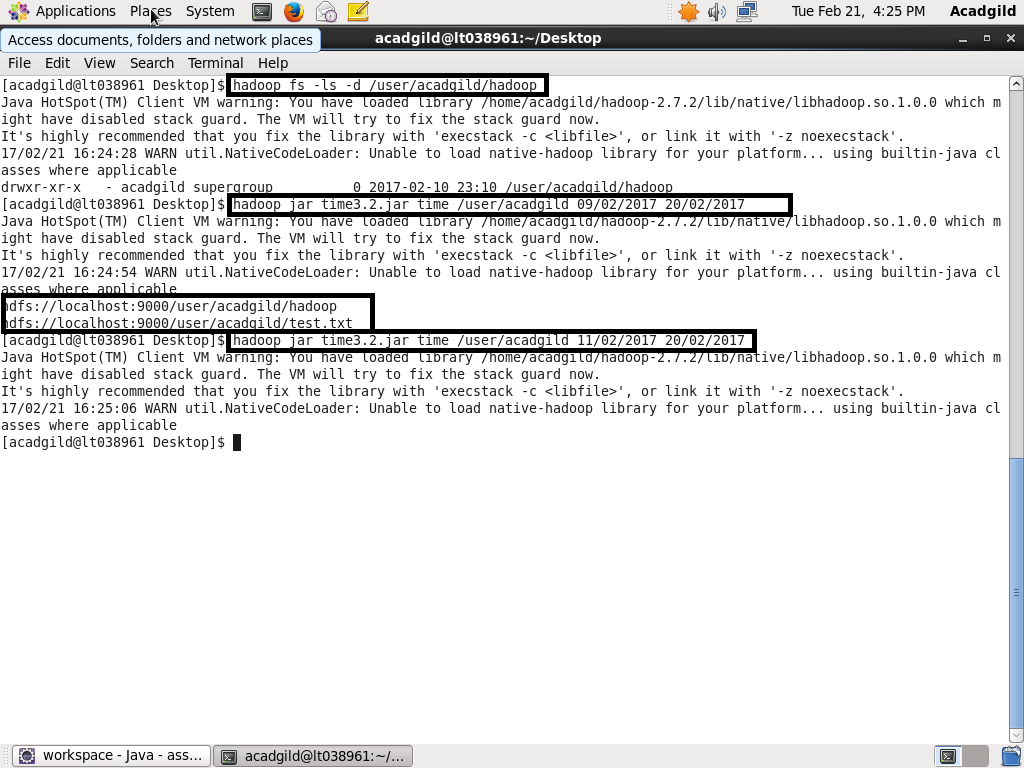 Applications Places System Tue Feb 21, 4:25 PM Acadgild
Access documents, folders and network places
acadgild@lt038961:~/Desktop
File Edit View Search Terminal Help
[acadgild@lt038961 Desktop]$ hadoop fs -ls -d /user/acadgild/hadoop
Java HotSpot(TM) Client VM warning: You have loaded library /home/acadgild/hadoop-2.7.2/lib/native/libhadoop.so.1.0.0 which m
ight have disabled stack guard. The VM will try to fix the stack guard now.
It's highly recommended that you fix the library with 'execstack -c <libfile>', or link it with '-z noexecstack'.
17/02/21 16:24:28 WARN util.NativeCodeLoader: Unable to load native-hadoop library for your platform... using builtin-java cl
asses where applicable
drwxr-xr-x   - acadgild supergroup          0 2017-02-10 23:10 /user/acadgild/hadoop
[acadgild@lt038961 Desktop]$ hadoop jar time3.2.jar time /user/acadgild 09/02/2017 20/02/2017
Java HotSpot(TM) Client VM warning: You have loaded library /home/acadgild/hadoop-2.7.2/lib/native/libhadoop.so.1.0.0 which m
ight have disabled stack guard. The VM will try to fix the stack guard now.
It's highly recommended that you fix the library with 'execstack -c <libfile>', or link it with '-z noexecstack'.
17/02/21 16:24:54 WARN util.NativeCodeLoader: Unable to load native-hadoop library for your platform... using builtin-java cl
asses where applicable
hdfs://localhost:9000/user/acadgild/hadoop
hdfs://localhost:9000/user/acadgild/test.txt
[acadgild@lt038961 Desktop]$ hadoop jar time3.2.jar time /user/acadgild 11/02/2017 20/02/2017
Java HotSpot(TM) Client VM warning: You have loaded library /home/acadgild/hadoop-2.7.2/lib/native/libhadoop.so.1.0.0 which m
ight have disabled stack guard. The VM will try to fix the stack guard now.
It's highly recommended that you fix the library with 'execstack -c <libfile>', or link it with '-z noexecstack'.
17/02/21 16:25:06 WARN util.NativeCodeLoader: Unable to load native-hadoop library for your platform... using builtin-java cl
asses where applicable
[acadgild@lt038961 Desktop]$
workspace - Java - ass... acadgild@lt038961:~/...